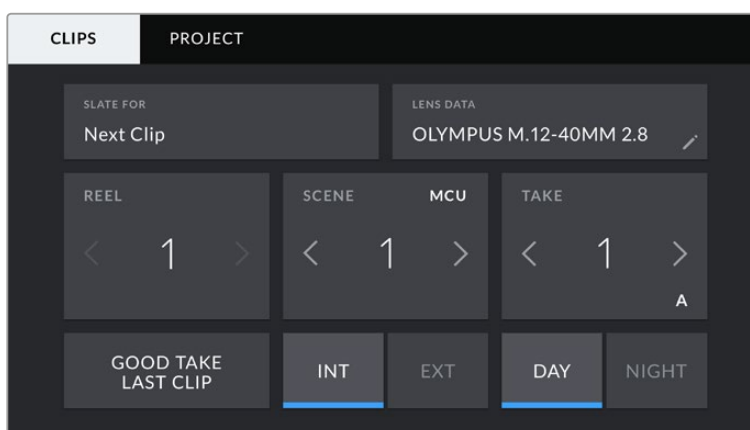 CLIPS PROJECT
SLATE FOR
Next Clip
LENS DATA
OLYMPUS M.12-40MM 2.8
REEL
1
SCENE MCU
1
TAKE
1
A
GOOD TAKE
LAST CLIP
INT EXT
DAY NIGHT